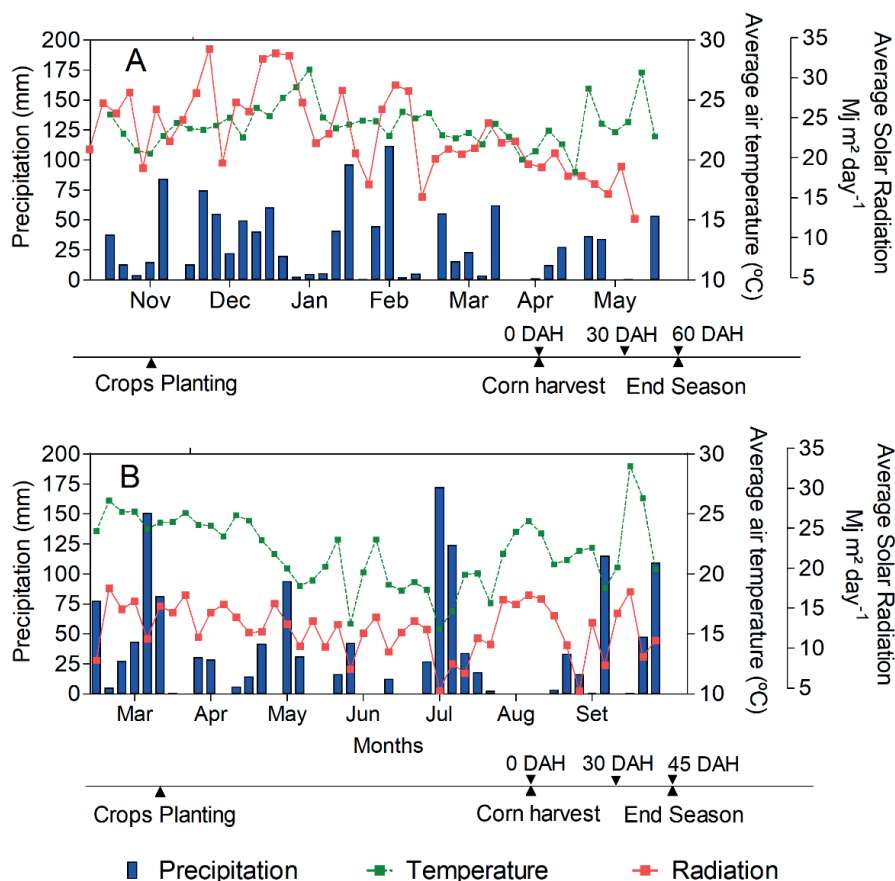 A
Precipitation (mm)
200
175
150
125
100
75
50
25
0
30
25
20
15
10
Average air temperature (ºC)
35
30
25
20
15
10
5
Average Solar Radiation
Mj m² day⁻¹
Nov Dec Jan Feb Mar Apr May
0 DAH 30 DAH 60 DAH
Crops Planting Corn harvest End Season
B
Precipitation (mm)
200
175
150
125
100
75
50
25
0
30
25
20
15
10
Average air temperature (ºC)
35
30
25
20
15
10
5
Average Solar Radiation
Mj m² day⁻¹
Mar Apr May Jun Jul Aug Set
Months
0 DAH 30 DAH 45 DAH
Crops Planting Corn harvest End Season
Precipitation Temperature Radiation